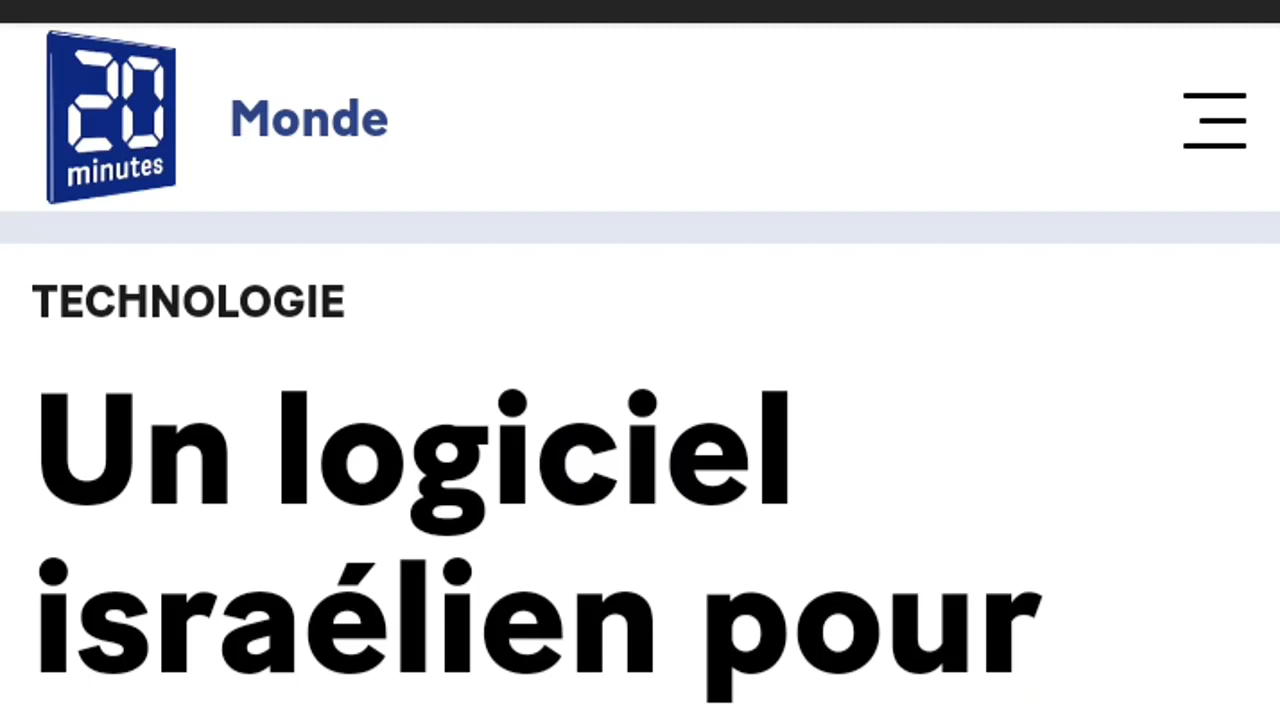 20
minutes
Monde
TECHNOLOGIE
Un logiciel
israélien pour